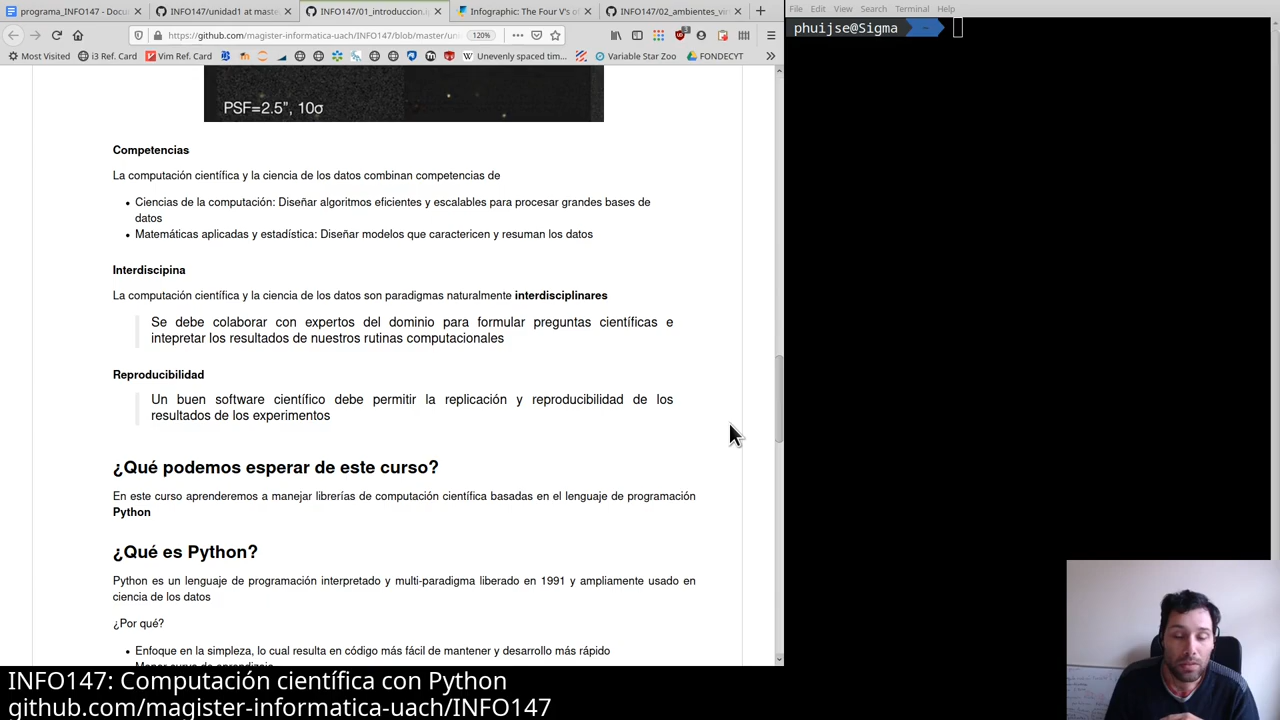 programa_INFO147 - Docu
INFO147/unidad1 at maste
INFO147/01_introduccion.i
Infographic: The Four V's of
INFO147/02_ambientes_vir
https://github.com/magister-informatica-uach/INFO147/blob/master/uni
120%
Most Visited
i3 Ref. Card
Vim Ref. Card
Unevenly spaced tim...
Variable Star Zoo
FONDECYT
PSF=2.5", 10σ
Competencias
La computación científica y la ciencia de los datos combinan competencias de
• Ciencias de la computación: Diseñar algoritmos eficientes y escalables para procesar grandes bases de
datos
• Matemáticas aplicadas y estadística: Diseñar modelos que caractericen y resuman los datos
Interdiscipina
La computación científica y la ciencia de los datos son paradigmas naturalmente interdisciplinares
Se debe colaborar con expertos del dominio para formular preguntas científicas e
intepretar los resultados de nuestros rutinas computacionales
Reproducibilidad
Un buen software científico debe permitir la replicación y reproducibilidad de los
resultados de los experimentos
¿Qué podemos esperar de este curso?
En este curso aprenderemos a manejar librerías de computación científica basadas en el lenguaje de programación
Python
¿Qué es Python?
Python es un lenguaje de programación interpretado y multi-paradigma liberado en 1991 y ampliamente usado en
ciencia de los datos
¿Por qué?
• Enfoque en la simpleza, lo cual resulta en código más fácil de mantener y desarrollo más rápido
• Menor curva de aprendizaje
File Edit View Search Terminal Help
phuijse@Sigma ~
INFO147: Computación científica con Python
github.com/magister-informatica-uach/INFO147